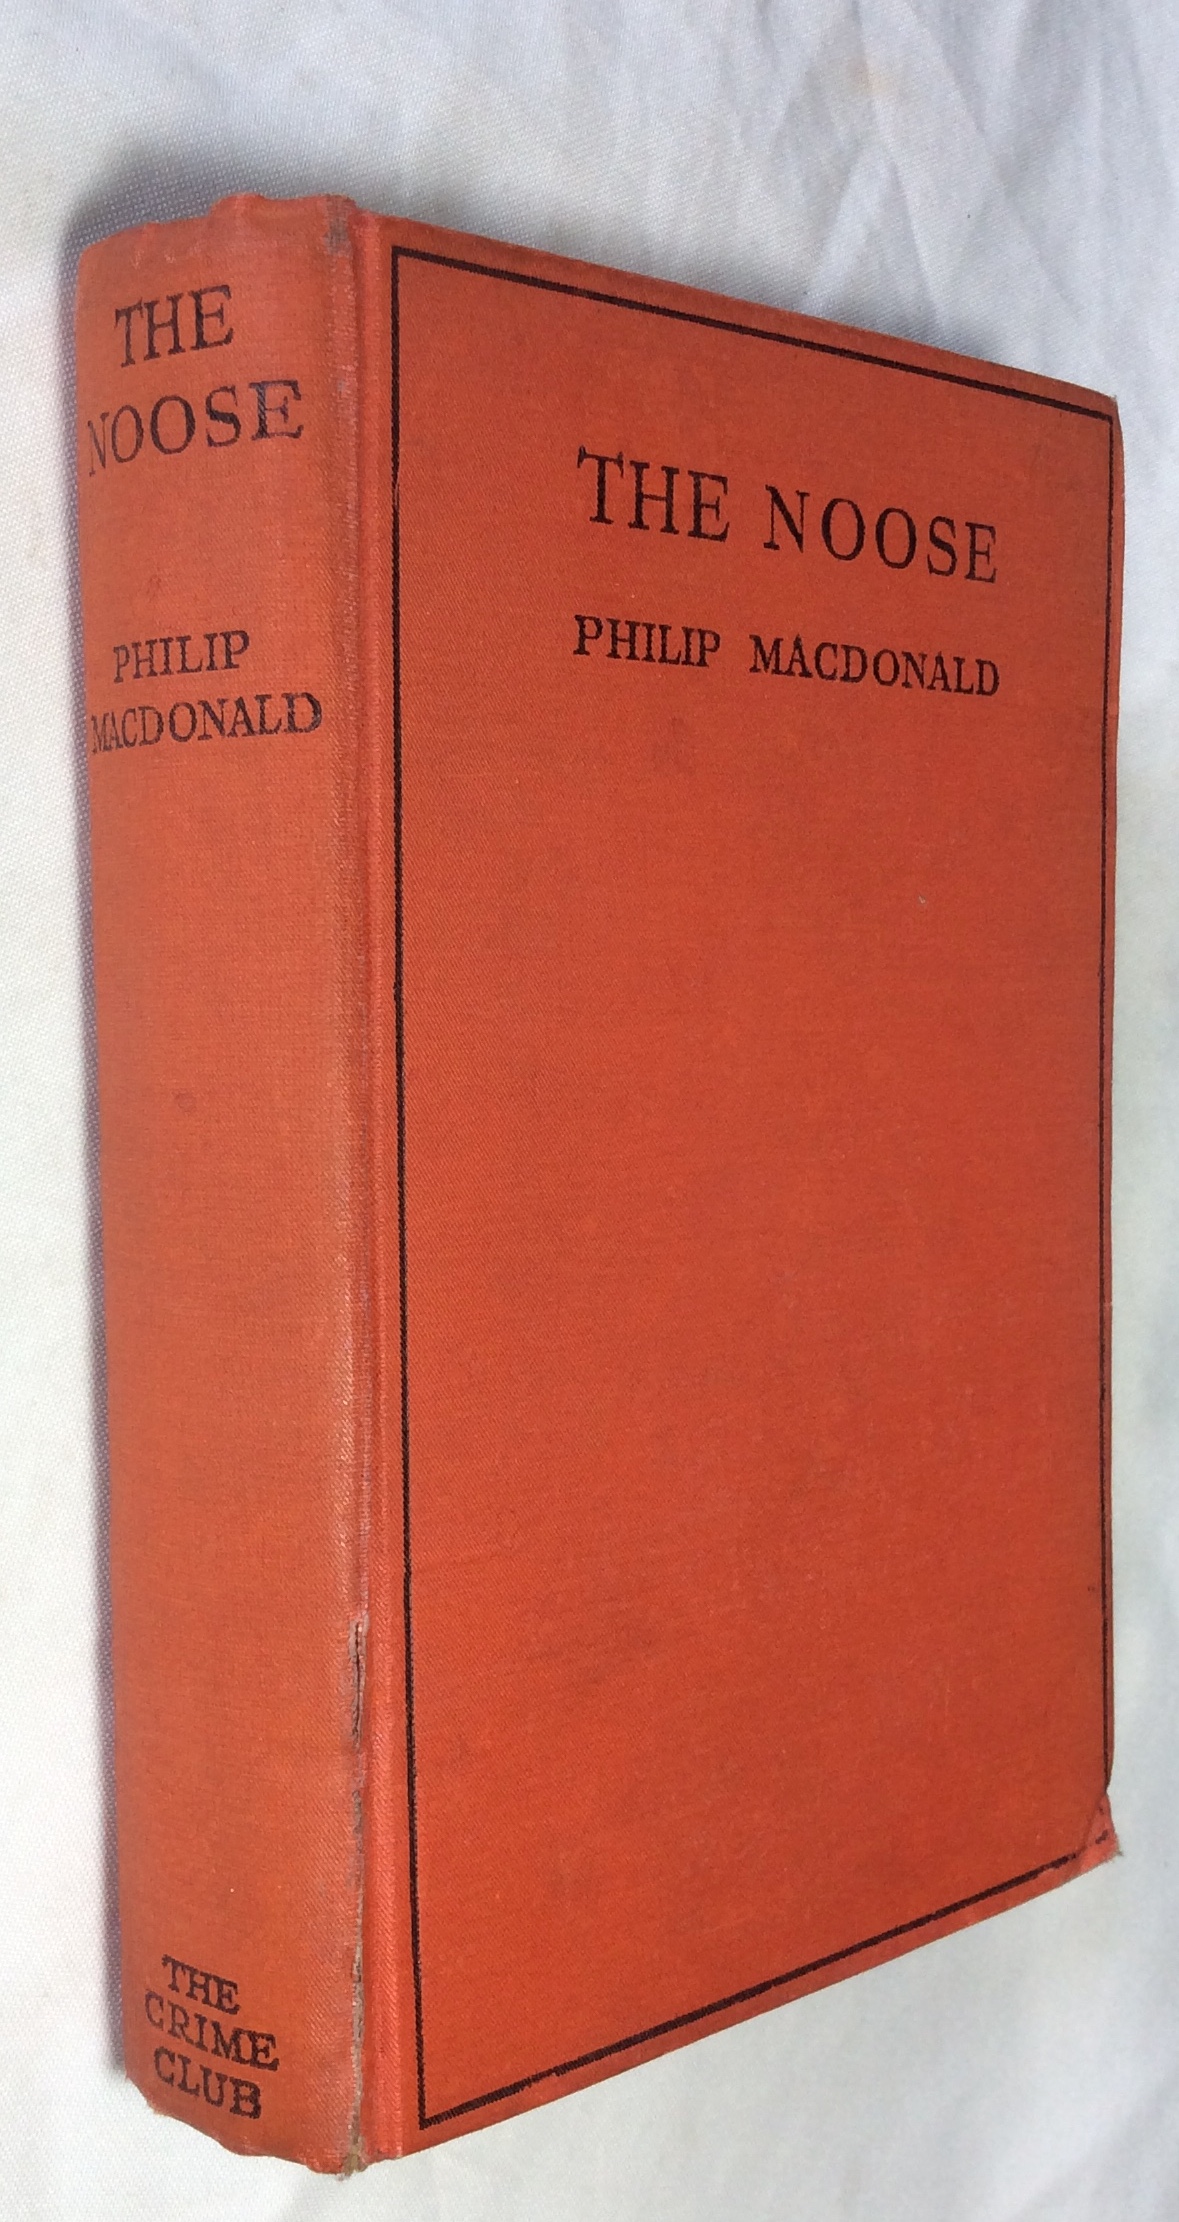 THE
NOOSE
PHILIP
MACDONALD
THE
CRIME
CLUB
THE NOOSE
PHILIP MACDONALD